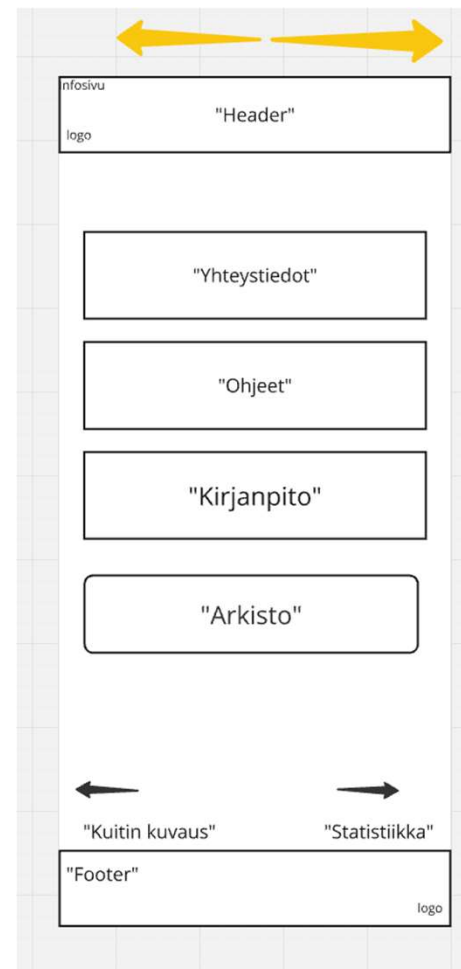 nfosivu
"Header"
logo
"Yhteystiedot"
"Ohjeet"
"Kirjanpito"
"Arkisto"
"Kuitin kuvaus" "Statistiikka"
"Footer"
logo